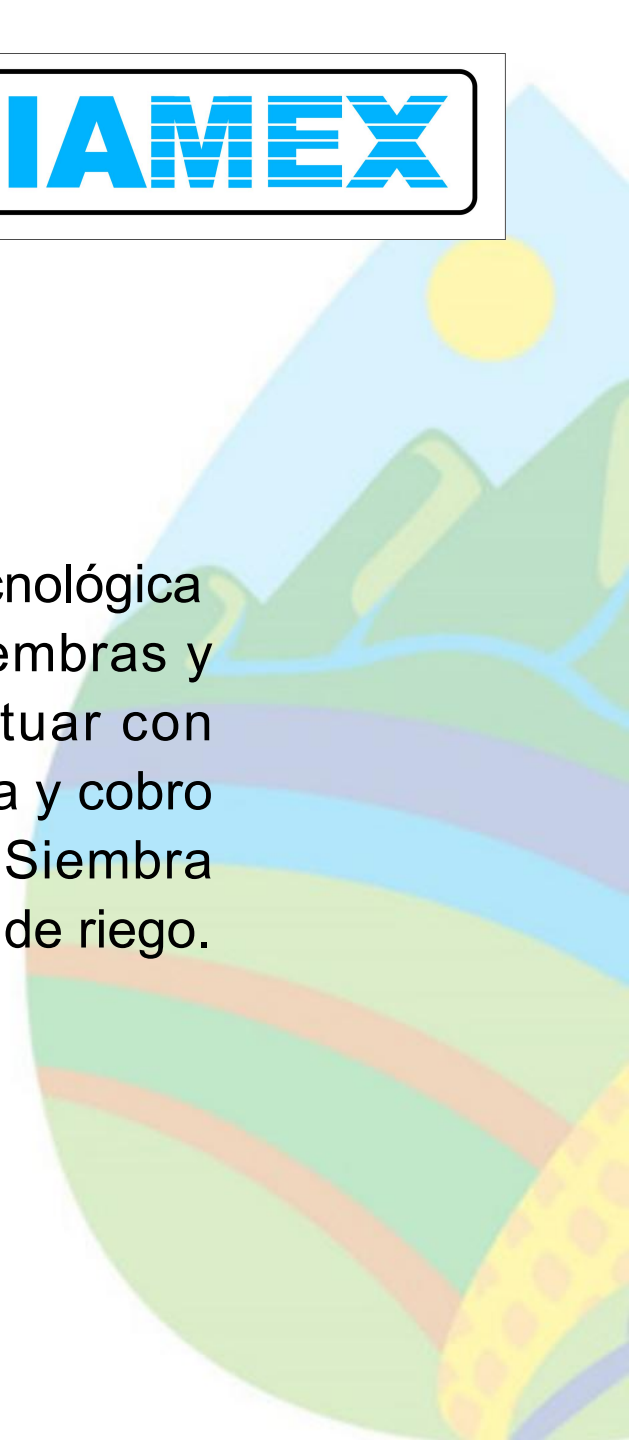 IAMEX
cnológica
embras y
tuar con
a y cobro
Siembra
de riego.